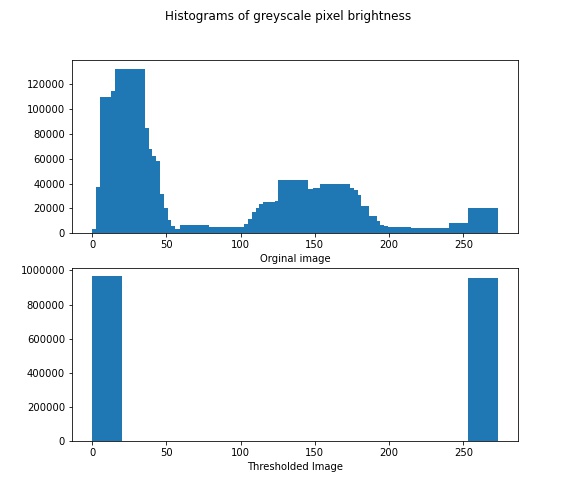 Histograms of greyscale pixel brightness
120000
100000
80000
60000
40000
20000
0
0 50 100 150 200 250
Orginal image
1000000
800000
600000
400000
200000
0
0 50 100 150 200 250
Thresholded Image